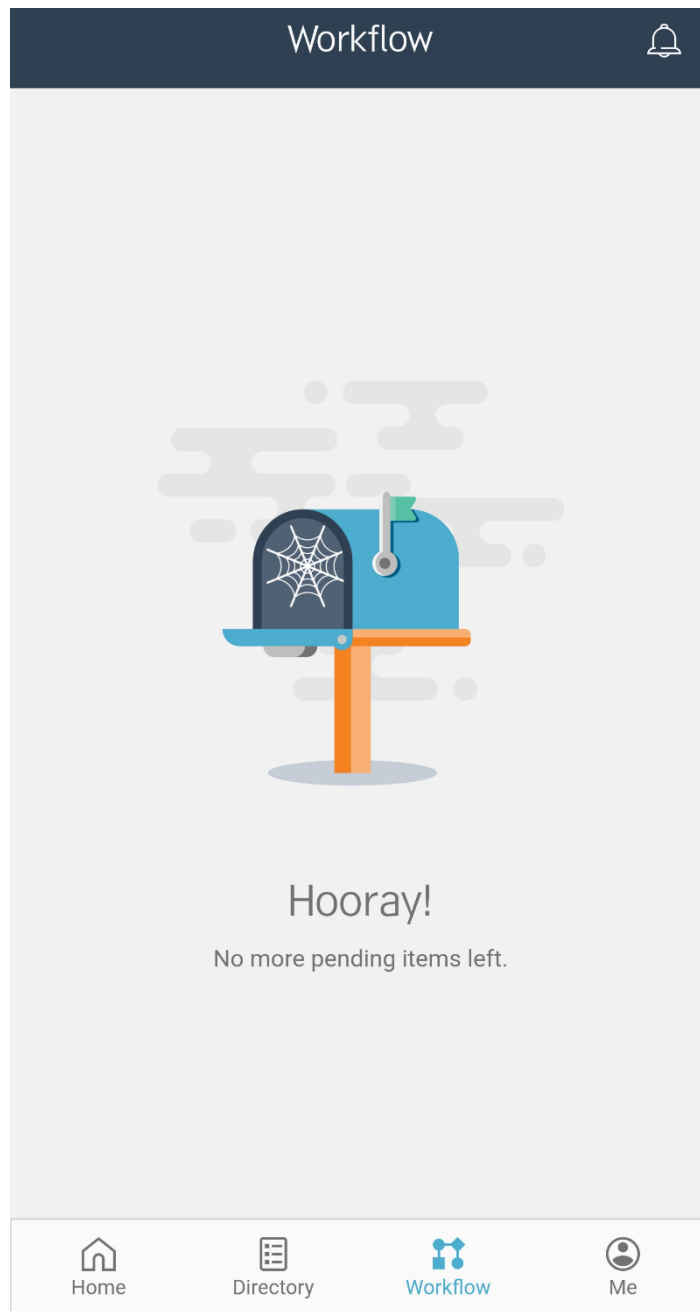 Workflow
Hooray!
No more pending items left.
Home
Directory
Workflow
Me